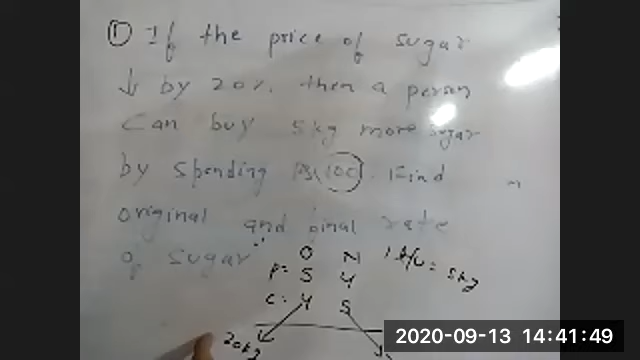 ① If the price of sugar
↓ by 20%. then a person
can buy 5kg more sugar
by spending Rs(100). Find
original and final rate
of sugar
O N
P: 5 4
C: 4 5
= 5kg
20kg
2020-09-13 14:41:49